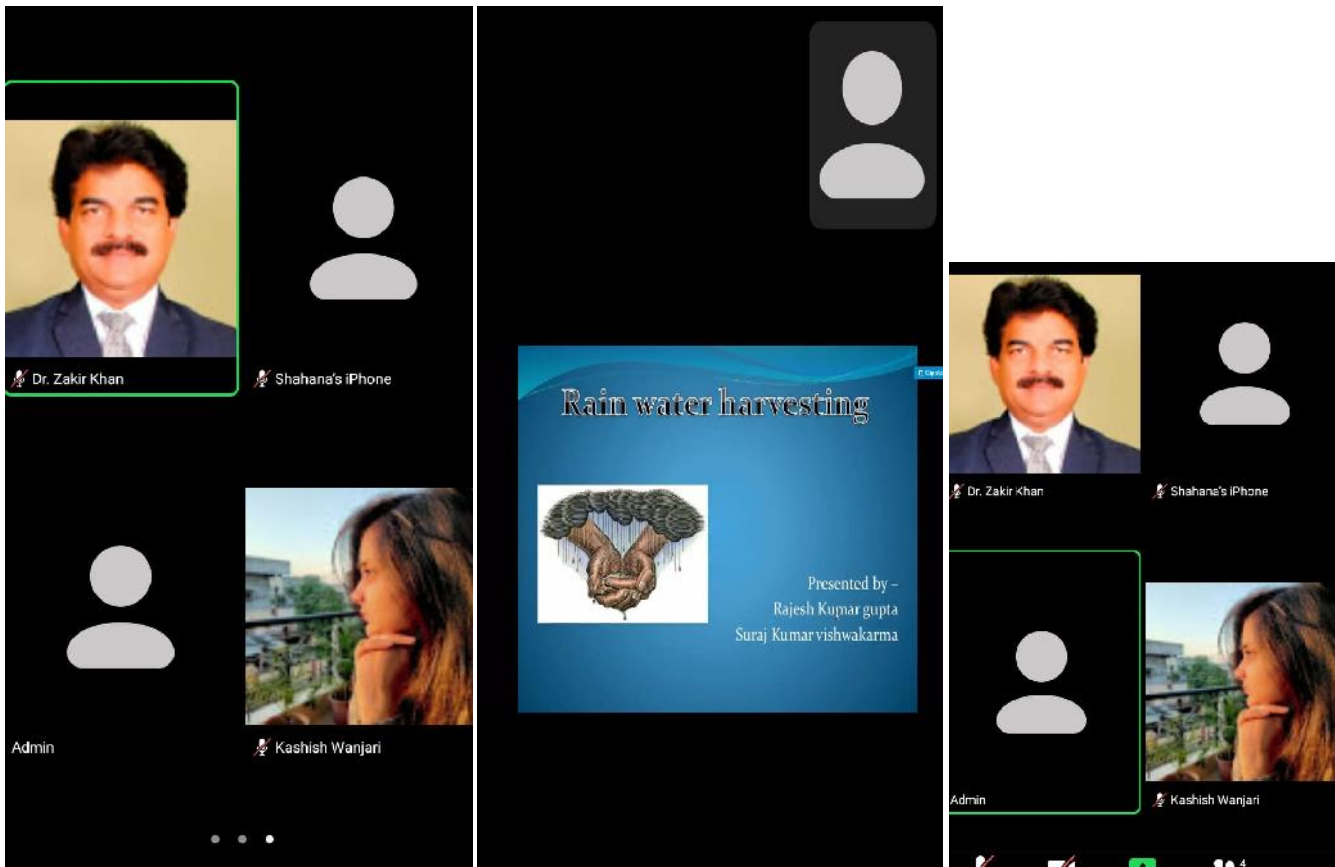 Dr. Zakir Khan
Shahana's iPhone
Admin
Kashish Wanjari
Rain water harvesting
Presented by –
Rajesh Kumar gupta
Suraj Kumar vishwakarma
Dr. Zakir Khan
Shahana's iPhone
Admin
Kashish Wanjari
4